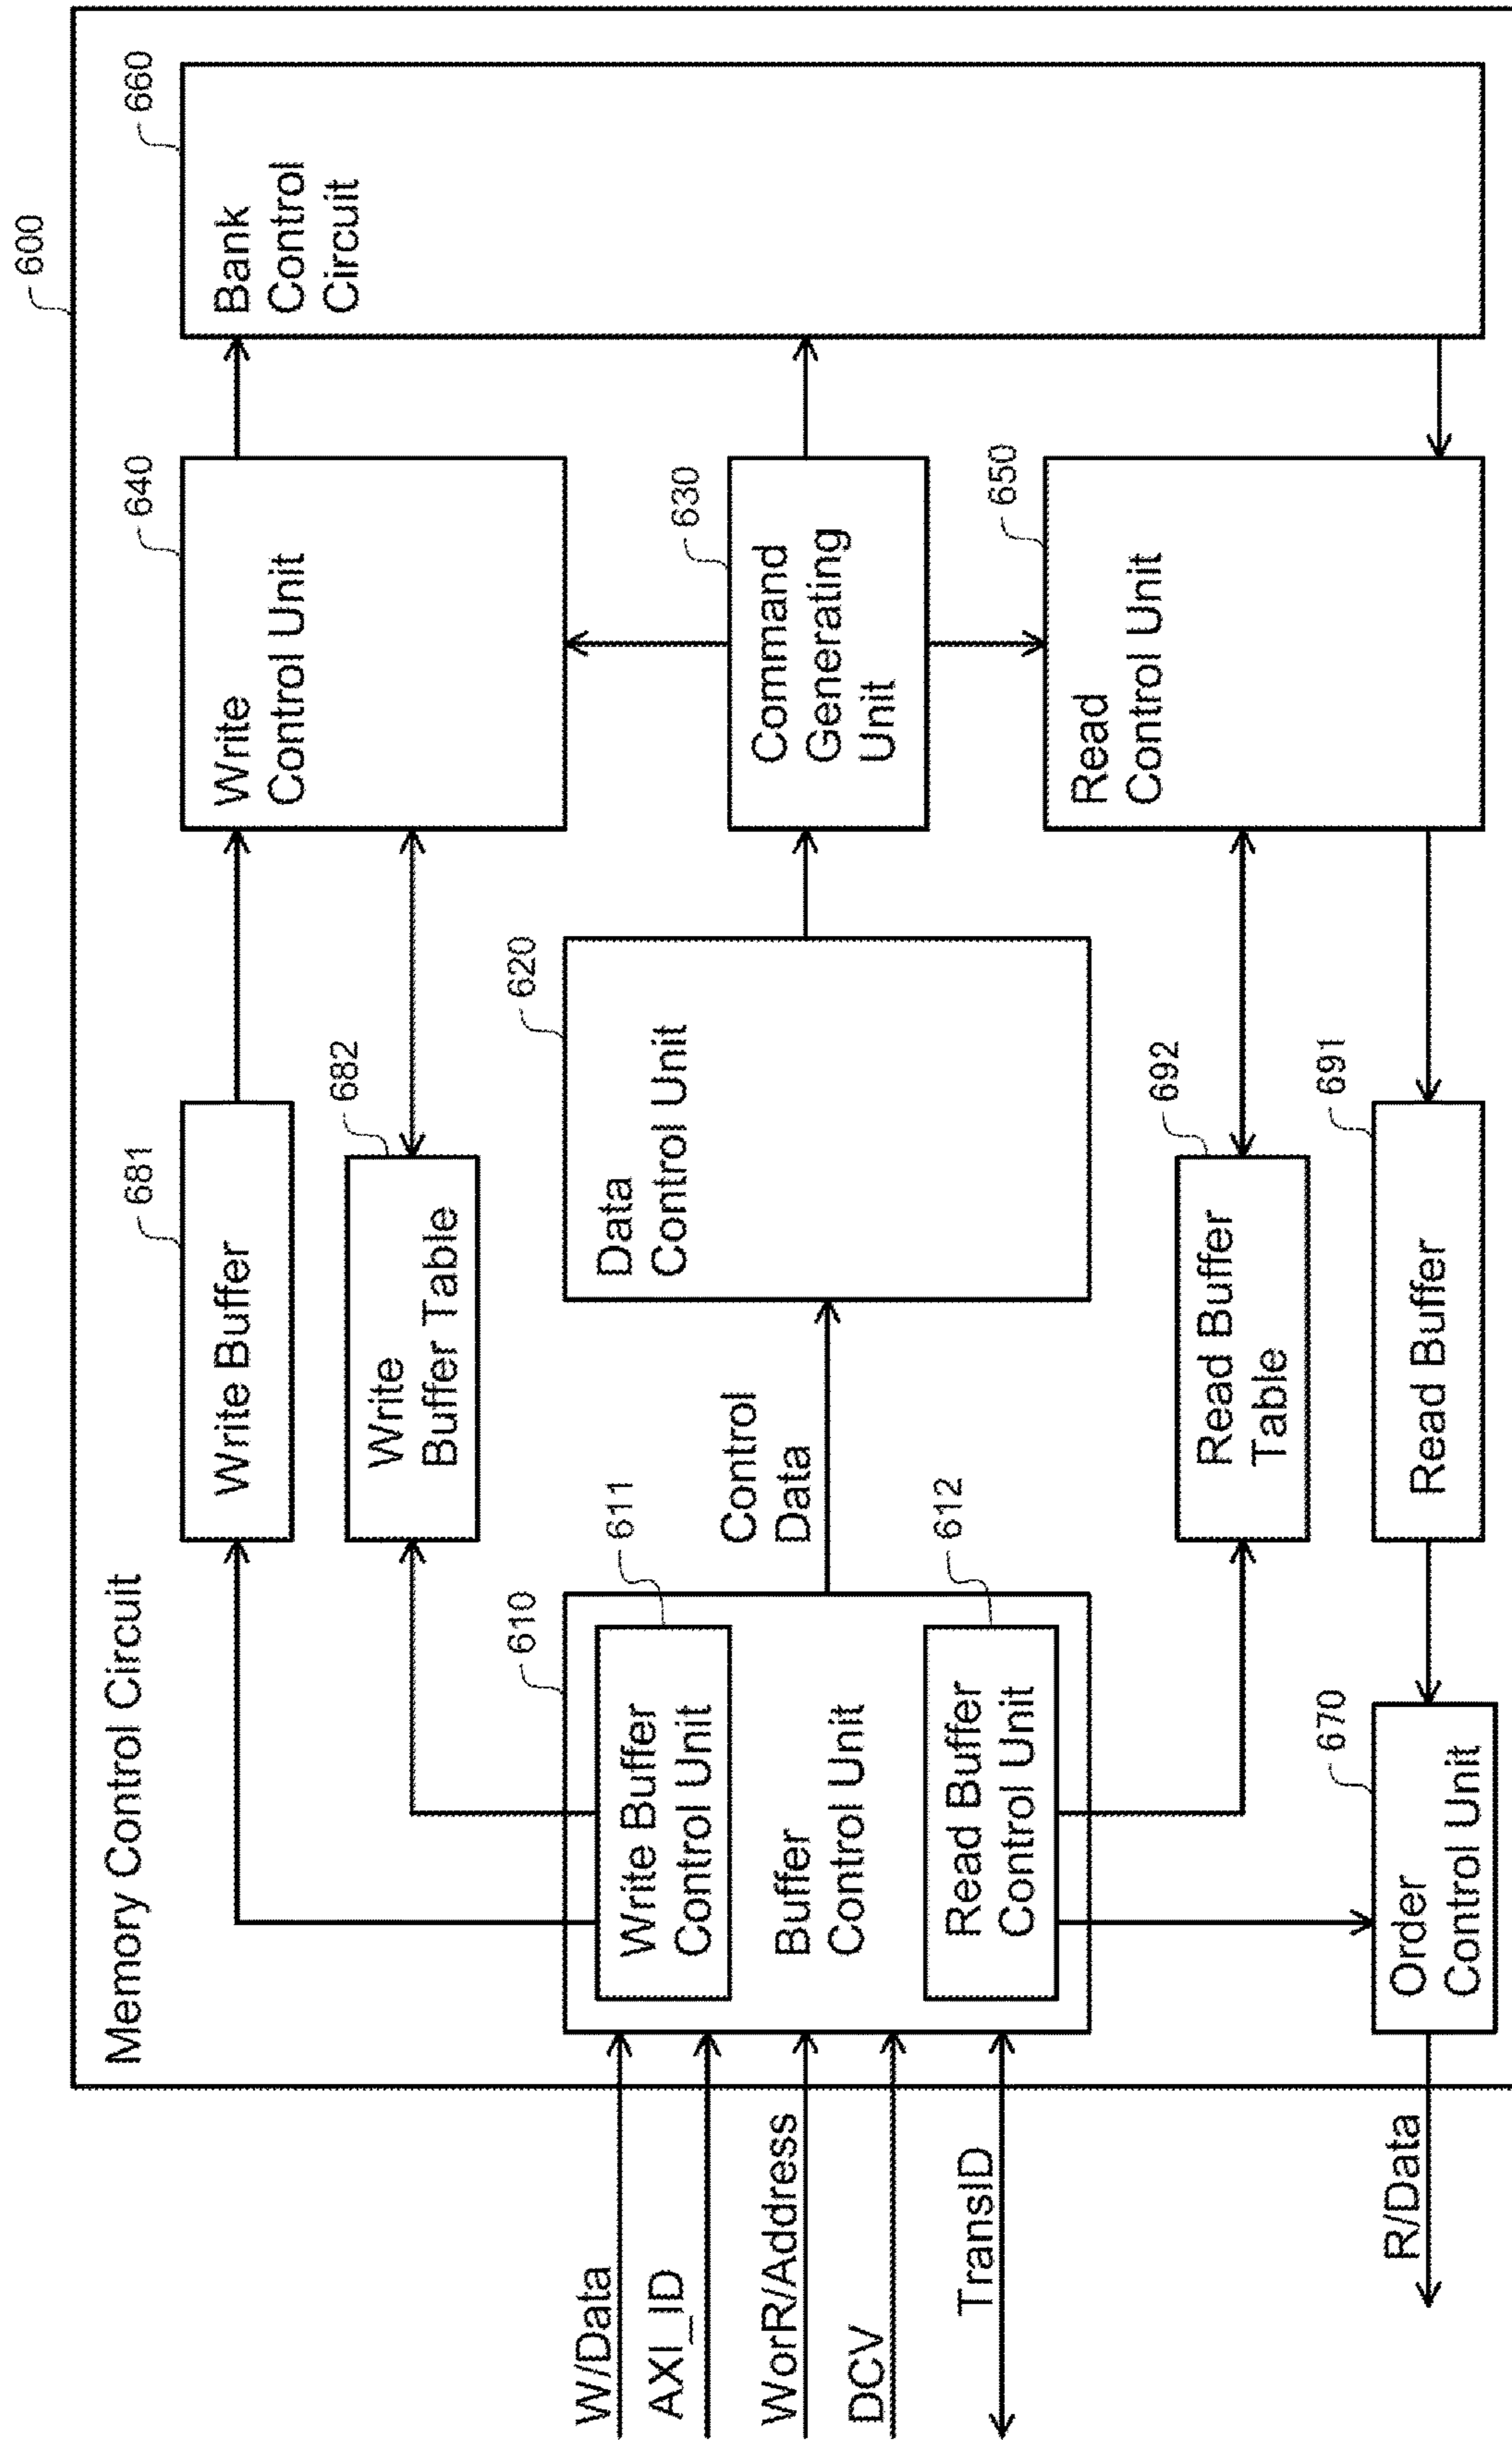 600
Memory Control Circuit
681
Write Buffer
640
Write
Control Unit
660
Bank
Control
Circuit
682
Write
Buffer Table
610
611
Write Buffer
Control Unit
Buffer
Control Unit
612
Read Buffer
Control Unit
W/Data
AXI_ID
WorR/Address
DCV
TransID
Control
Data
620
Data
Control Unit
630
Command
Generating
Unit
650
Read
Control Unit
692
Read Buffer
Table
691
Read Buffer
670
Order
Control Unit
R/Data